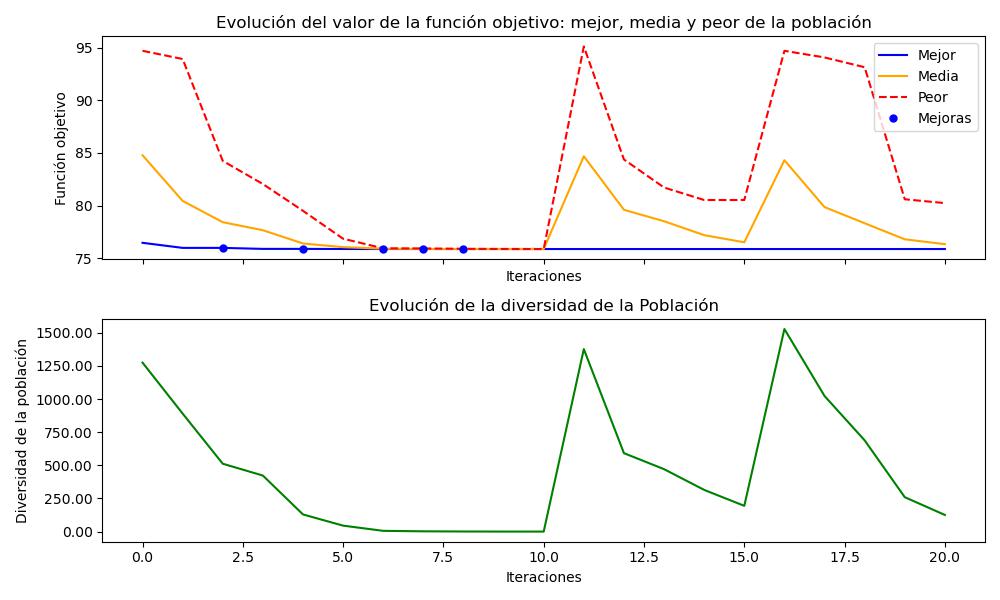 Evolución del valor de la función objetivo: mejor, media y peor de la población
Función objetivo
95
90
85
80
75
Mejor
Media
Peor
Mejoras
Iteraciones
Evolución de la diversidad de la Población
Diversidad de la población
1500.00
1250.00
1000.00
750.00
500.00
250.00
0.00
0.0 2.5 5.0 7.5 10.0 12.5 15.0 17.5 20.0
Iteraciones